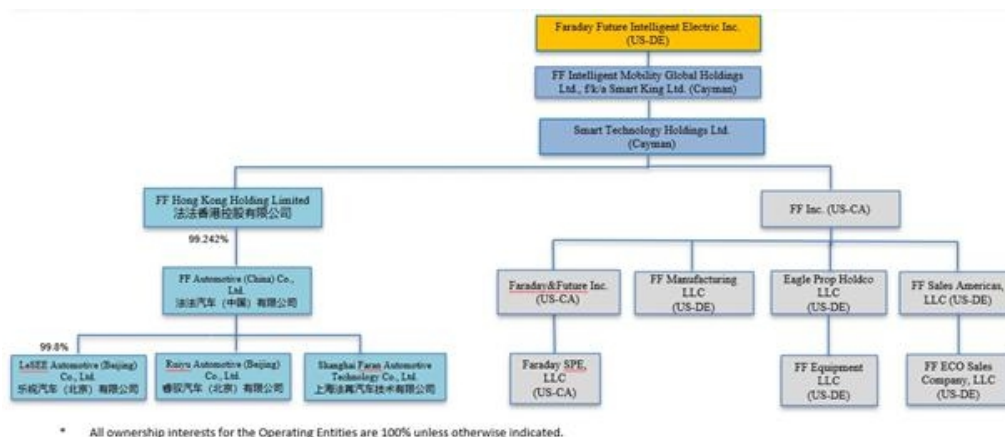 Faraday Future Intelligent Electric Inc.
(US-DE)
FF Intelligent Mobility Global Holdings
Ltd., f/k/a Smart King Ltd. (Cayman)
Smart Technology Holdings Ltd.
(Cayman)
FF Hong Kong Holding Limited
法法香港控股有限公司
FF Inc. (US-CA)
99.242%
FF Automotive (China) Co.,
Ltd.
法法汽车（中国）有限公司
Faraday&Future Inc.
(US-CA)
FF Manufacturing
LLC
(US-DE)
Eagle Prop Holdco
LLC
(US-DE)
FF Sales Americas,
LLC (US-DE)
99.8%
LeSEE Automotive (Beijing)
Co., Ltd.
乐视汽车（北京）有限公司
Ruiyu Automotive (Beijing)
Co., Ltd.
睿驭汽车（北京）有限公司
Shanghai Faran Automotive
Technology Co., Ltd.
上海法冉汽车技术有限公司
Faraday SPE,
LLC
(US-CA)
FF Equipment
LLC
(US-DE)
FF ECO Sales
Company, LLC
(US-DE)
* All ownership interests for the Operating Entities are 100% unless otherwise indicated.